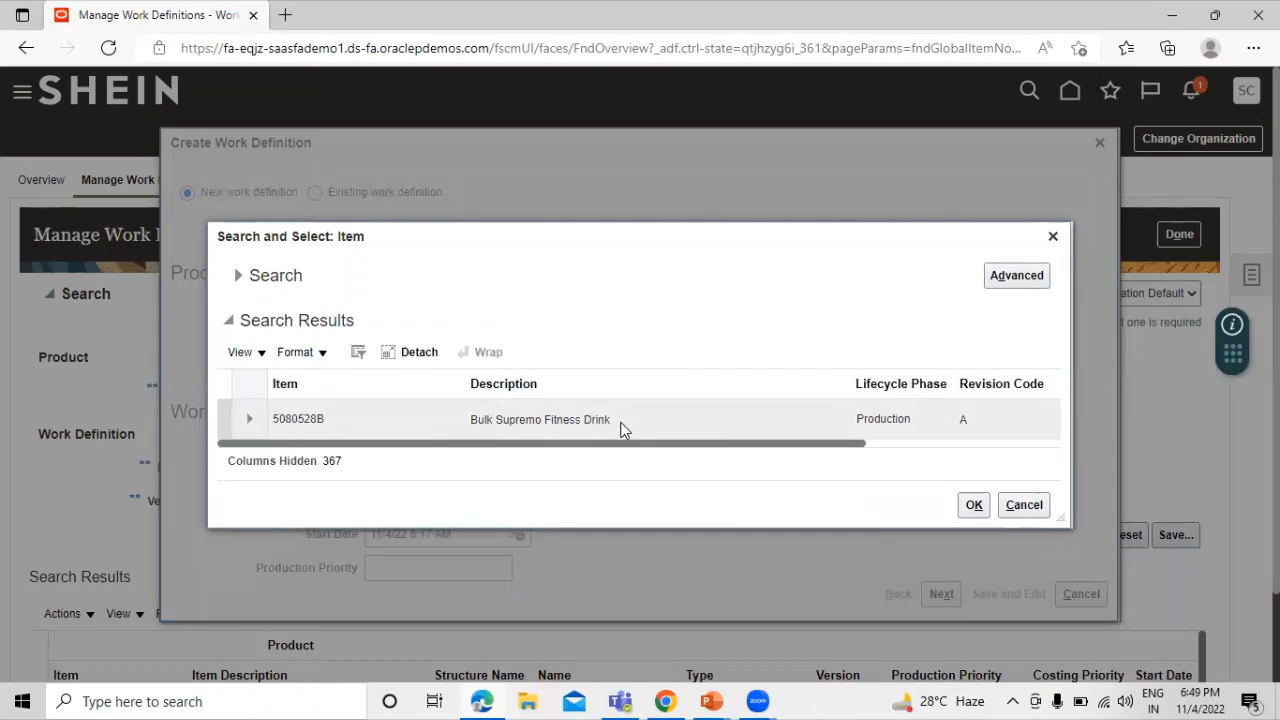 Manage Work Definitions - Work
https://fa-eqjz-saasfademo1.ds-fa.oraclepdemos.com/fscmUI/faces/FndOverview?_adf.ctrl-state=qtjhzyg6i_361&pageParams=fndGlobalItemNo...
SHEIN
1
SC
Change Organization
Create Work Definition
Overview
Manage Work
New work definition
Existing work definition
Manage Work
Done
Search and Select: Item
Search
Advanced
Search
ation Default
t one is required
Search Results
View
Format
Detach
Wrap
Product
Item
Description
Lifecycle Phase
Revision Code
5080528B
Bulk Supremo Fitness Drink
Production
A
Work Definition
Columns Hidden 367
** Ve
OK
Cancel
Start Date
11/4/22 8:17 AM
eset
Save...
Production Priority
Search Results
Back
Next
Save and Edit
Cancel
Actions
View
Product
Item
Item Description
Structure Name
Name
Type
Version
Production Priority
Costing Priority
Start Date
Type here to search
28°C Haze
ENG
IN
6:49 PM
11/4/2022
5